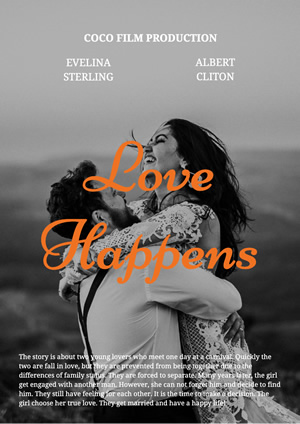 COCO FILM PRODUCTION
EVELINA
STERLING
ALBERT
CLITON
Love
Happens
The story is about two young lovers who meet one day at a carnival. Quickly the
two are fall in love, but they are prevented from being together due to the
differences of family status. They are forced to separate. Many years later, the girl
get engaged with another man. However, she can not forget him and decide to find
him. They still have feeling for each other. It is the time to make a decision. The
girl choose her true love. They get married and have a happy life!